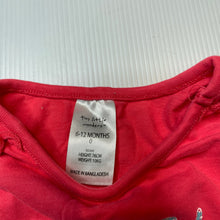 tiny little
wonders
6-12 MONTHS
0
HEIGHT 76CM
WEIGHT 10KG
MADE IN BANGLADESH